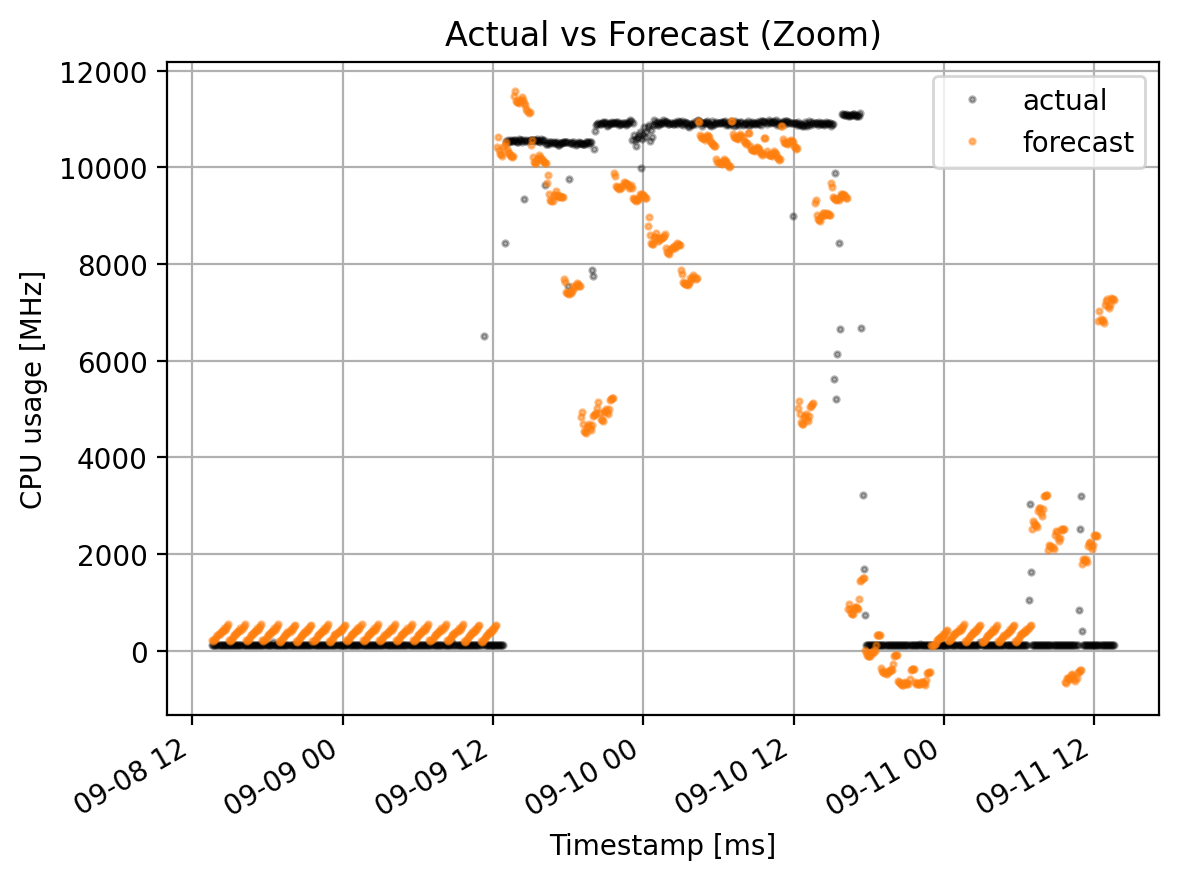 Actual vs Forecast (Zoom)
12000
10000
8000
6000
4000
2000
0
CPU usage [MHz]
actual
forecast
09-08 12
09-09 00
09-09 12
09-10 00
09-10 12
09-11 00
09-11 12
Timestamp [ms]